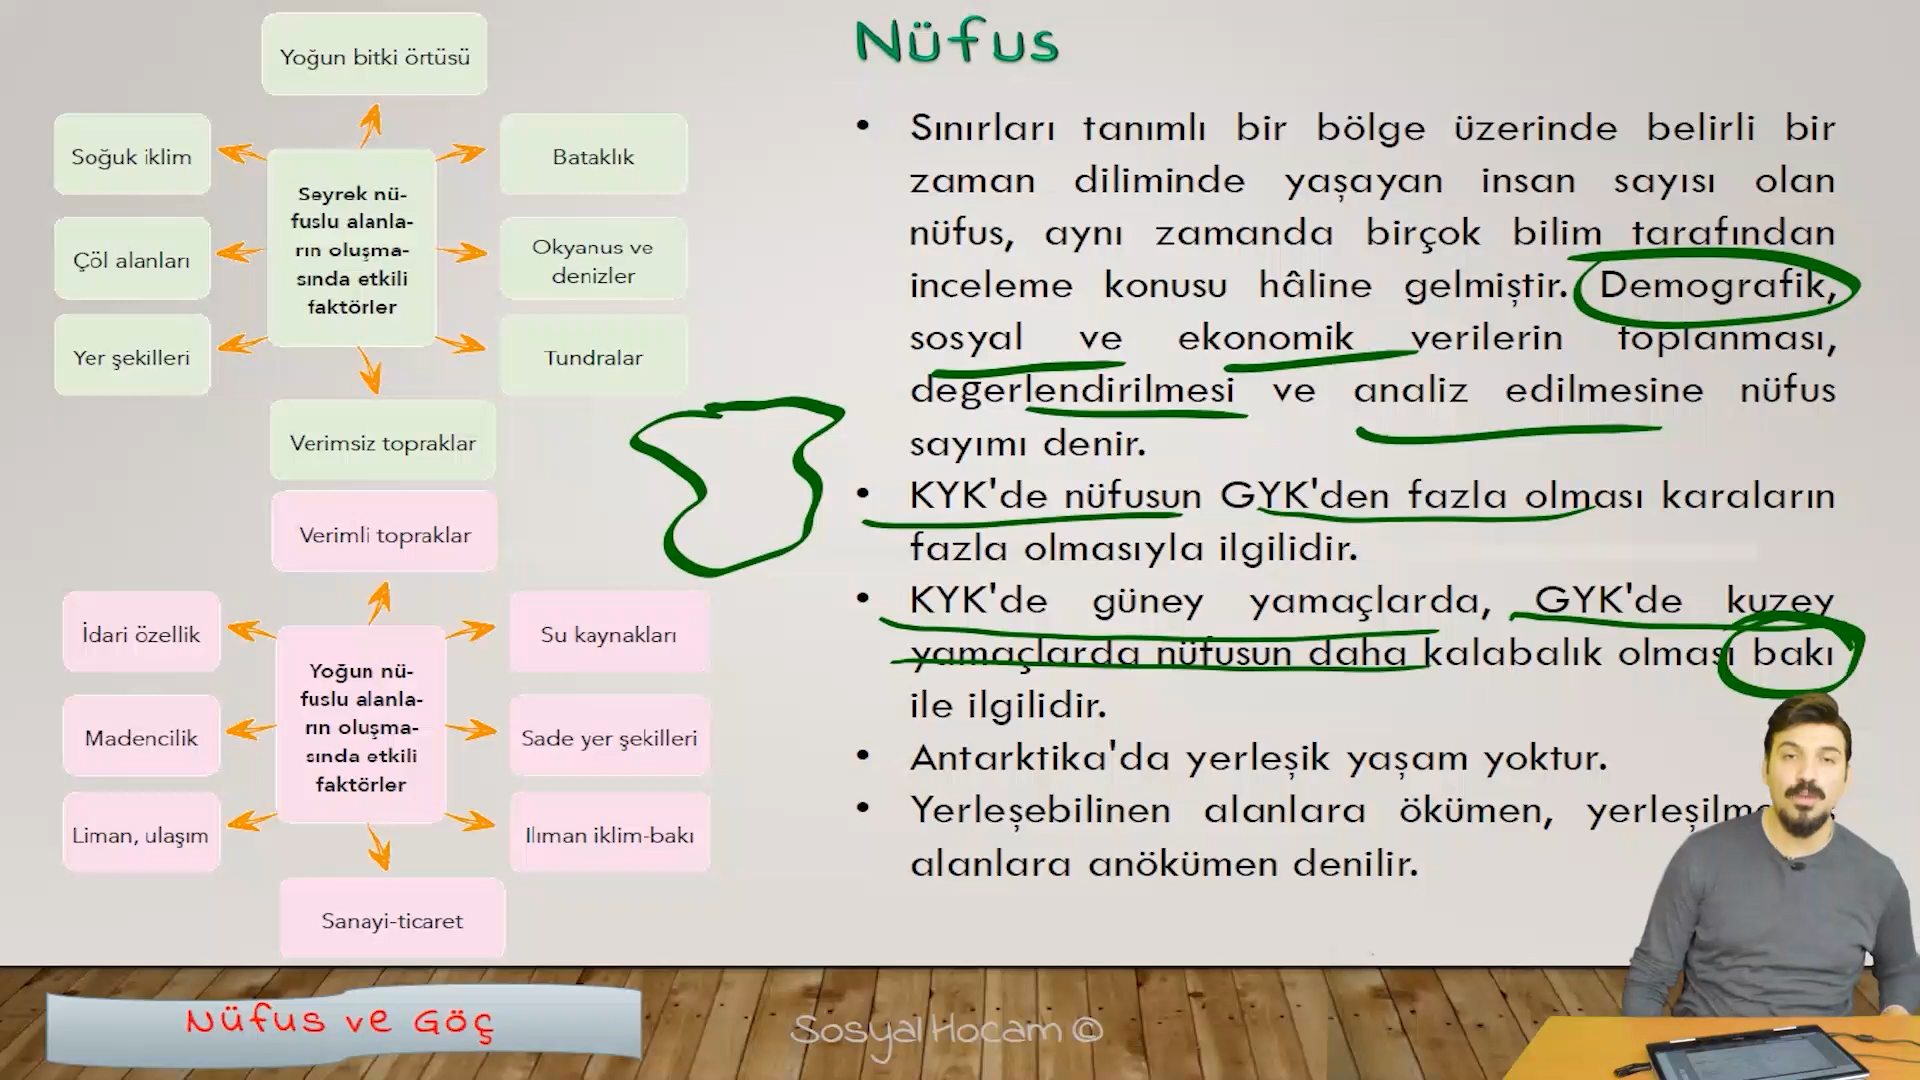 Nüfus
Yoğun bitki örtüsü
Soğuk iklim
Bataklık
Seyrek nü-
fuslu alanla-
rın oluşma-
sında etkili
faktörler
Çöl alanları
Okyanus ve
denizler
Yer şekilleri
Tundralar
Verimsiz topraklar
Verimli topraklar
İdari özellik
Su kaynakları
Yoğun nü-
fuslu alanla-
rın oluşma-
sında etkili
faktörler
Madencilik
Sade yer şekilleri
Liman, ulaşım
Ilıman iklim-bakı
Sanayi-ticaret
• Sınırları tanımlı bir bölge üzerinde belirli bir
zaman diliminde yaşayan insan sayısı olan
nüfus, aynı zamanda birçok bilim tarafından
inceleme konusu hâline gelmiştir. Demografik,
sosyal ve ekonomik verilerin toplanması,
değerlendirilmesi ve analiz edilmesine nüfus
sayımı denir.
• KYK'de nüfusun GYK'den fazla olması karaların
fazla olmasıyla ilgilidir.
• KYK'de güney yamaçlarda, GYK'de kuzey
yamaçlarda nüfusun daha kalabalık olması bakı
ile ilgilidir.
• Antarktika'da yerleşik yaşam yoktur.
• Yerleşebilinen alanlara ökümen,
alanlara anökümen denilir.
Nüfus ve Göç
Sosyal Hocam ©